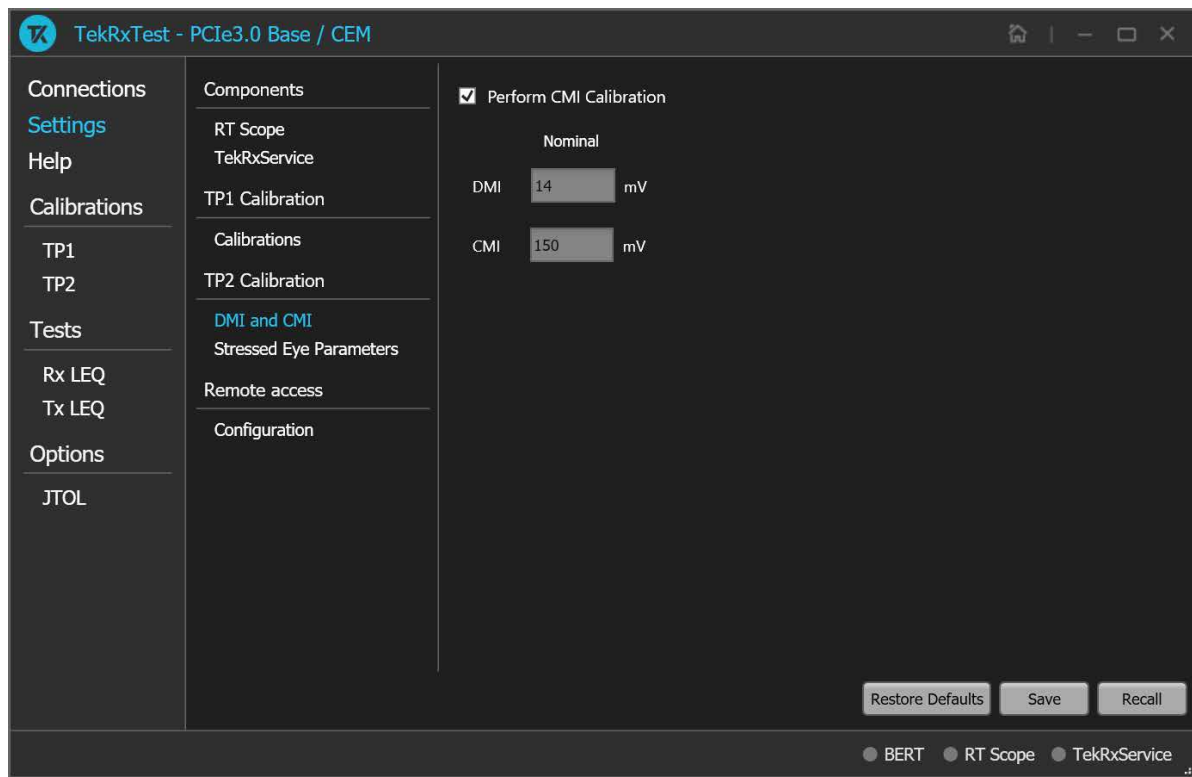 TekRxTest - PCIe3.0 Base / CEM
Connections
Settings
Help
Calibrations
TP1
TP2
Tests
Rx LEQ
Tx LEQ
Options
JTOL
Components
RT Scope
TekRxService
TP1 Calibration
Calibrations
TP2 Calibration
DMI and CMI
Stressed Eye Parameters
Remote access
Configuration
Perform CMI Calibration
Nominal
DMI 14 mV
CMI 150 mV
Restore Defaults Save Recall
BERT RT Scope TekRxService